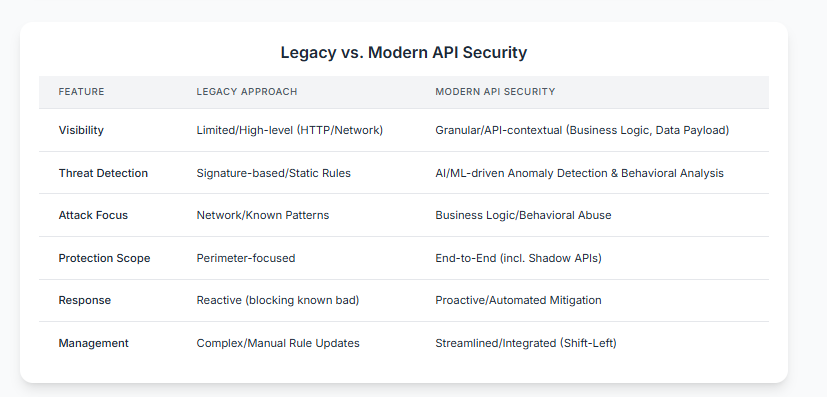 Legacy vs. Modern API Security
FEATURE LEGACY APPROACH MODERN API SECURITY
Visibility Limited/High-level (HTTP/Network) Granular/API-contextual (Business Logic, Data Payload)
Threat Detection Signature-based/Static Rules AI/ML-driven Anomaly Detection & Behavioral Analysis
Attack Focus Network/Known Patterns Business Logic/Behavioral Abuse
Protection Scope Perimeter-focused End-to-End (incl. Shadow APIs)
Response Reactive (blocking known bad) Proactive/Automated Mitigation
Management Complex/Manual Rule Updates Streamlined/Integrated (Shift-Left)